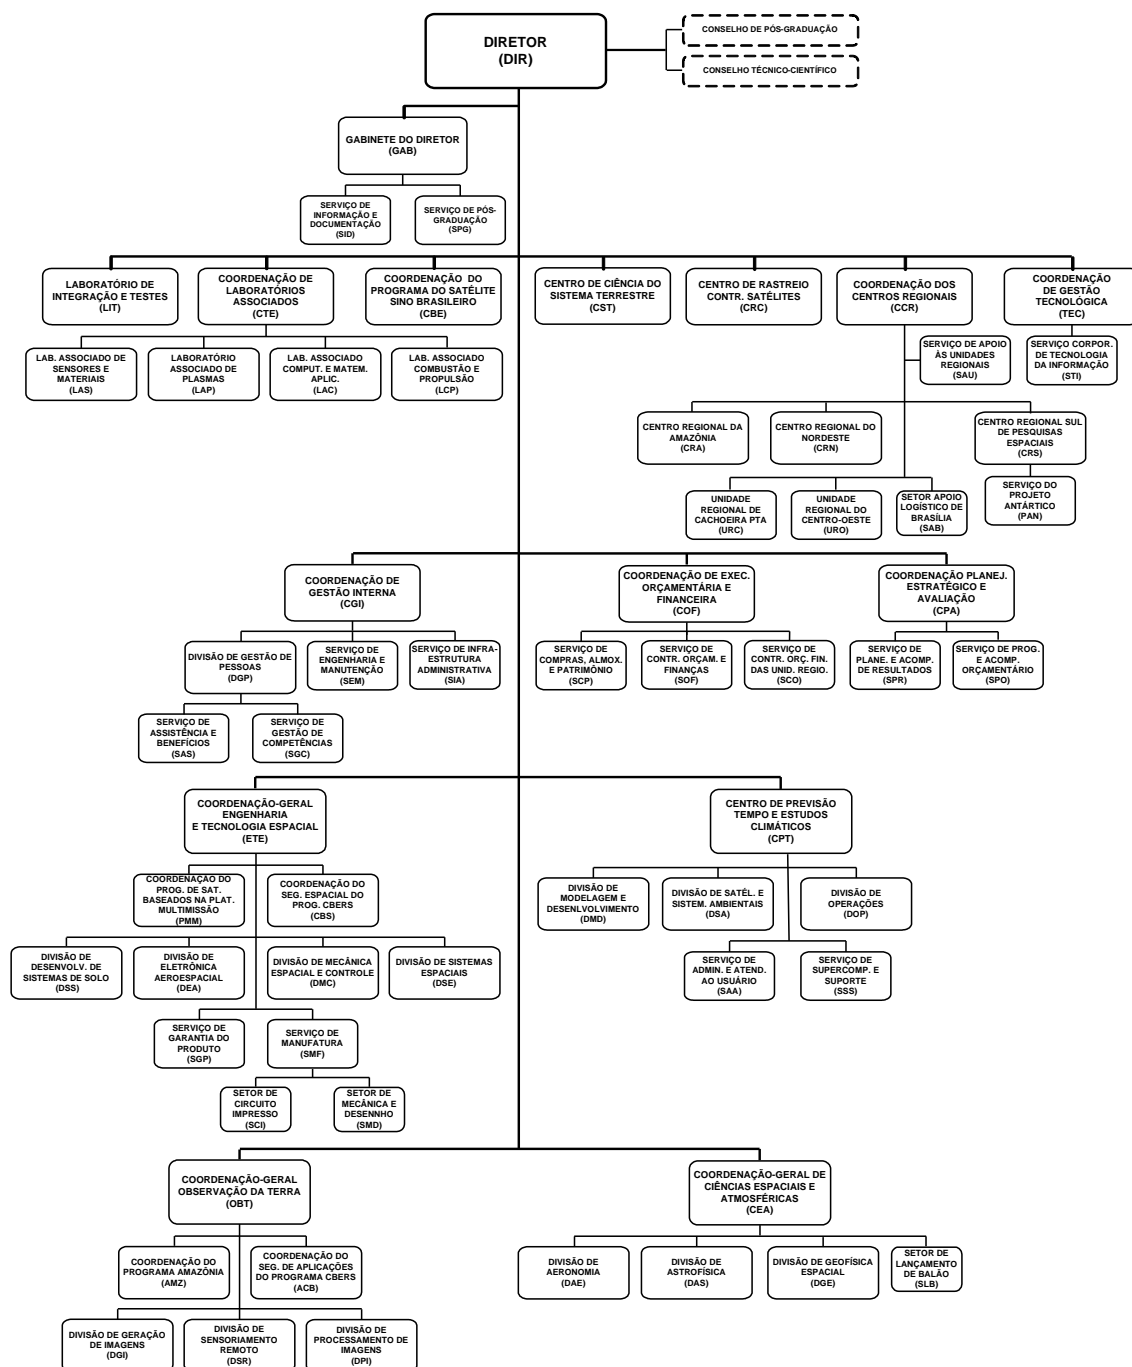 DIRETOR
(DIR)
CONSELHO DE PÓS-GRADUAÇÃO
CONSELHO TÉCNICO-CIENTÍFICO
GABINETE DO DIRETOR
(GAB)
SERVIÇO DE
INFORMAÇÃO E
DOCUMENTAÇÃO
(SID)
SERVIÇO DE PÓS-
GRADUAÇÃO
(SPG)
LABORATÓRIO DE
INTEGRAÇÃO E TESTES
(LIT)
COORDENAÇÃO DE
LABORATÓRIOS
ASSOCIADOS
(CTE)
COORDENAÇÃO DO
PROGRAMA DO SATÉLITE
SINO BRASILEIRO
(CBE)
CENTRO DE CIÊNCIA DO
SISTEMA TERRESTRE
(CST)
CENTRO DE RASTREIO
CONTR. SATÉLITES
(CRC)
COORDENAÇÃO DOS
CENTROS REGIONAIS
(CCR)
COORDENAÇÃO
DE GESTÃO
TECNOLÓGICA
(TEC)
LAB. ASSOCIADO DE
SENSORES E
MATERIAIS
(LAS)
LABORATÓRIO
ASSOCIADO DE
PLASMAS
(LAP)
LAB. ASSOCIADO
COMPUT. E MATEM.
APLIC.
(LAC)
LAB. ASSOCIADO
COMBUSTÃO E
PROPULSÃO
(LCP)
SERVIÇO DE APOIO
ÀS UNIDADES
REGIONAIS
(SAU)
SERVIÇO CORPOR.
DE TECNOLOGIA
DA INFORMAÇÃO
(STI)
CENTRO REGIONAL DA
AMAZÔNIA
(CRA)
CENTRO REGIONAL DO
NORDESTE
(CRN)
CENTRO REGIONAL SUL
DE PESQUISAS
ESPACIAIS
(CRS)
UNIDADE
REGIONAL DE
CACHOEIRA PTA
(URC)
UNIDADE
REGIONAL DO
CENTRO-OESTE
(URO)
SETOR APOIO
LOGÍSTICO DE
BRASÍLIA
(SAB)
SERVIÇO DO
PROJETO
ANTÁRTICO
(PAN)
COORDENAÇÃO DE
GESTÃO INTERNA
(CGI)
COORDENAÇÃO DE EXEC.
ORÇAMENTÁRIA E
FINANCEIRA
(COF)
COORDENAÇÃO PLANEJ.
ESTRATÉGICO E
AVALIAÇÃO
(CPA)
DIVISÃO DE GESTÃO DE
PESSOAS
(DGP)
SERVIÇO DE
ENGENHARIA E
MANUTENÇÃO
(SEM)
SERVIÇO DE INFRA-
ESTRUTURA
ADMINISTRATIVA
(SIA)
SERVIÇO DE
COMPRAS, ALMOX.
E PATRIMÔNIO
(SCP)
SERVIÇO DE
CONTR. ORÇAM. E
FINANÇAS
(SOF)
SERVIÇO DE
CONTR. ORÇ. FIN.
DAS UNID. REGIO.
(SCO)
SERVIÇO DE
PLANE. E ACOMP.
DE RESULTADOS
(SPR)
SERVIÇO DE PROG.
E ACOMP.
ORÇAMENTÁRIO
(SPO)
SERVIÇO DE
ASSISTÊNCIA E
BENEFÍCIOS
(SAS)
SERVIÇO DE
GESTÃO DE
COMPETÊNCIAS
(SGC)
COORDENAÇÃO-GERAL
ENGENHARIA
E TECNOLOGIA ESPACIAL
(ETE)
CENTRO DE PREVISÃO
TEMPO E ESTUDOS
CLIMÁTICOS
(CPT)
COORDENAÇAO DO
PROG. DE SAT.
BASEADOS NA PLAT.
MULTIMISSÃO
(PMM)
COORDENAÇÃO DO
SEG. ESPACIAL DO
PROG. CBERS
(CBS)
DIVISÃO DE
MODELAGEM E
DESENLVOLVIMENTO
(DMD)
DIVISÃO DE SATÉL. E
SISTEM. AMBIENTAIS
(DSA)
DIVISÃO DE
OPERAÇÕES
(DOP)
DIVISÃO DE
DESENVOLV. DE
SISTEMAS DE SOLO
(DSS)
DIVISÃO DE
ELETRÔNICA
AEROESPACIAL
(DEA)
DIVISÃO DE MECÂNICA
ESPACIAL E CONTROLE
(DMC)
DIVISÃO DE SISTEMAS
ESPACIAIS
(DSE)
SERVIÇO DE
ADMIN. E ATEND.
AO USUÁRIO
(SAA)
SERVIÇO DE
SUPERCOMP. E
SUPORTE
(SSS)
SERVIÇO DE
GARANTIA DO
PRODUTO
(SGP)
SERVIÇO DE
MANUFATURA
(SMF)
SETOR DE
CIRCUITO
IMPRESSO
(SCI)
SETOR DE
MECÂNICA E
DESENNHO
(SMD)
COORDENAÇÃO-GERAL
OBSERVAÇÃO DA TERRA
(OBT)
COORDENAÇÃO-GERAL DE
CIÊNCIAS ESPACIAIS E
ATMOSFÉRICAS
(CEA)
COORDENAÇÃO DO
PROGRAMA AMAZÔNIA
(AMZ)
COORDENAÇÃO DO
SEG. DE APLICAÇÕES
DO PROGRAMA CBERS
(ACB)
DIVISÃO DE
AERONOMIA
(DAE)
DIVISÃO DE
ASTROFÍSICA
(DAS)
DIVISÃO DE GEOFÍSICA
ESPACIAL
(DGE)
SETOR DE
LANÇAMENTO
DE BALÃO
(SLB)
DIVISÃO DE GERAÇÃO
DE IMAGENS
(DGI)
DIVISÃO DE
SENSORIAMENTO
REMOTO
(DSR)
DIVISÃO DE
PROCESSAMENTO DE
IMAGENS
(DPI)